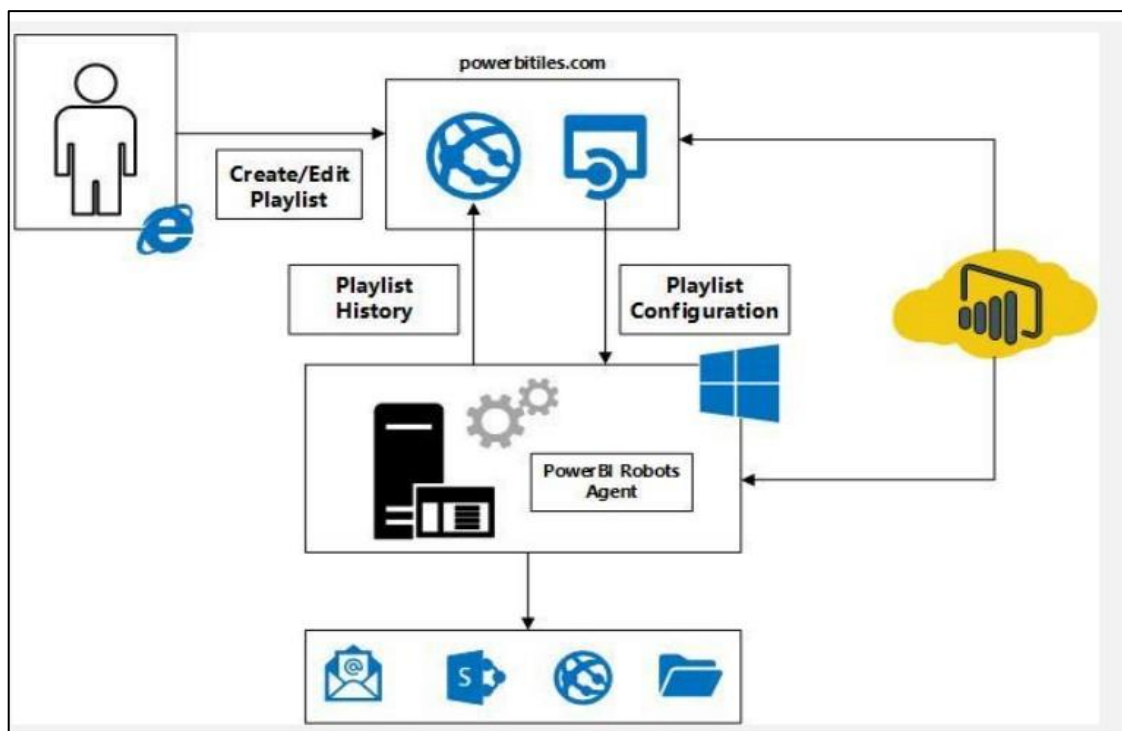 powerbitiles.com
Create/Edit
Playlist
Playlist
History
Playlist
Configuration
PowerBI Robots
Agent
@
S